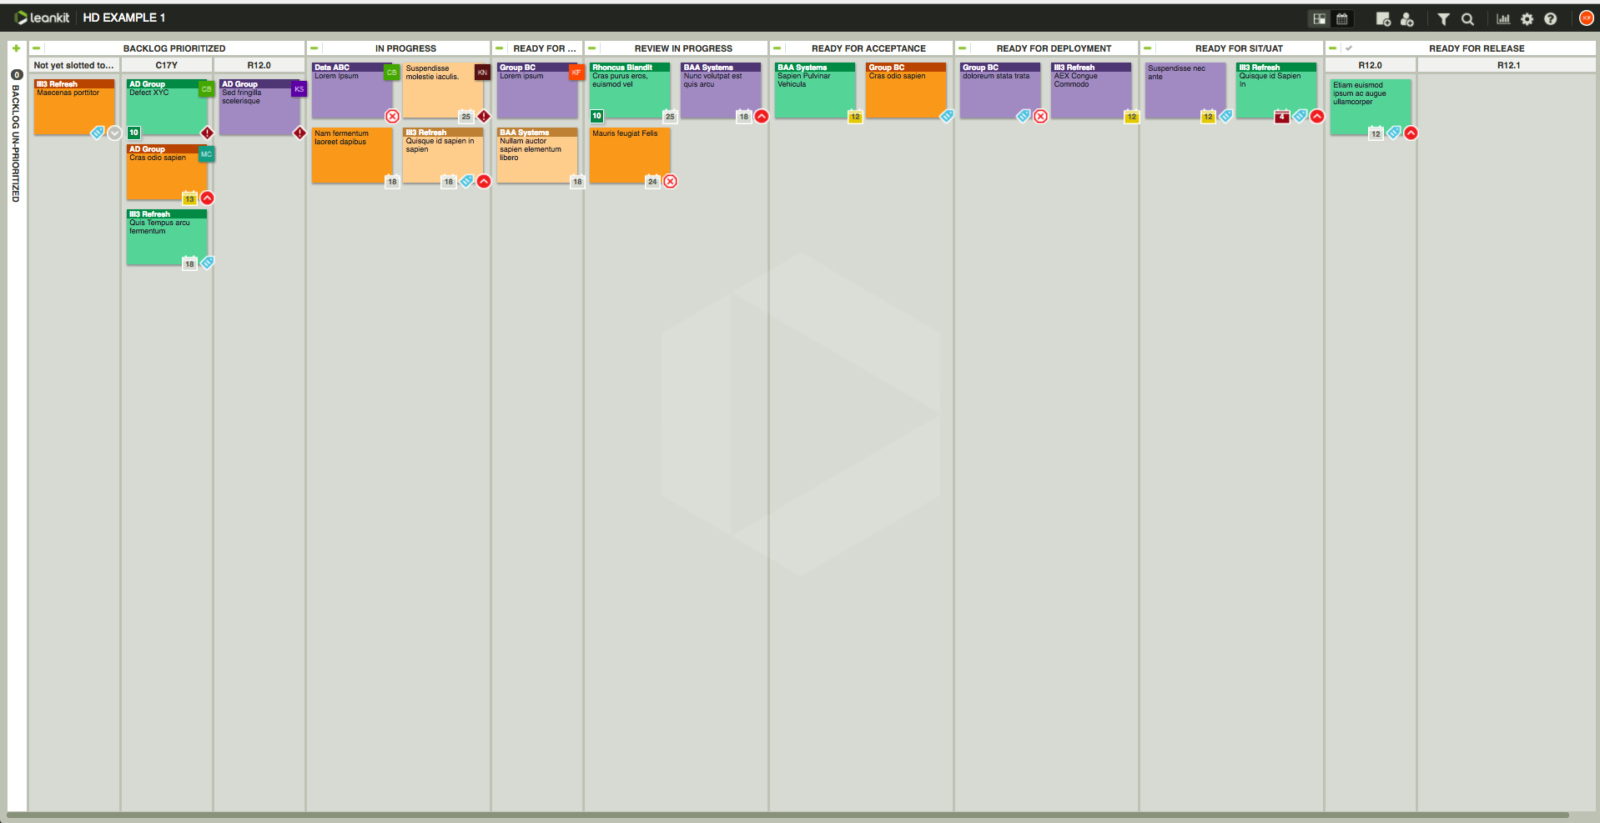 leankit HD EXAMPLE 1
BACKLOG PRIORITIZED
IN PROGRESS
READY FOR ...
REVIEW IN PROGRESS
READY FOR ACCEPTANCE
READY FOR DEPLOYMENT
READY FOR SIT/UAT
READY FOR RELEASE
0
BACKLOG UN-PRIORITIZED
Not yet slotted to...
C17Y
R12.0
R12.0
R12.1
III3 Refresh
Maecenas porttitor
AD Group
Defect XYC
CB
10
AD Group
Cras odio sapien
MC
13
III3 Refresh
Quis Tempus arcu
fermentum
18
AD Group
Sed fringilla
scelerisque
KS
Data ABC
Lorem Ipsum
CB
Suspendisse
molestie iaculis.
KN
25
Nam fermentum
laoreet dapibus
18
III3 Refresh
Quisque id sapien in
sapien
18
Group BC
Lorem ipsum
KF
BAA Systems
Nullam auctor
sapien elementum
libero
18
Rhoncus Blandit
Cras purus eros,
euismod vel
10
25
BAA Systems
Nunc volutpat est
quis arcu
18
Mauris feugiat Felis
24
BAA Systems
Sapien Pulvinar
Vehicula
12
Group BC
Cras odio sapien
Group BC
doloreum stata trata
III3 Refresh
AEX Congue
Commodo
12
Suspendisse nec
ante
12
III3 Refresh
Quisque id Sapien
In
4
Etiam euismod
ipsum ac augue
ullamcorper
12